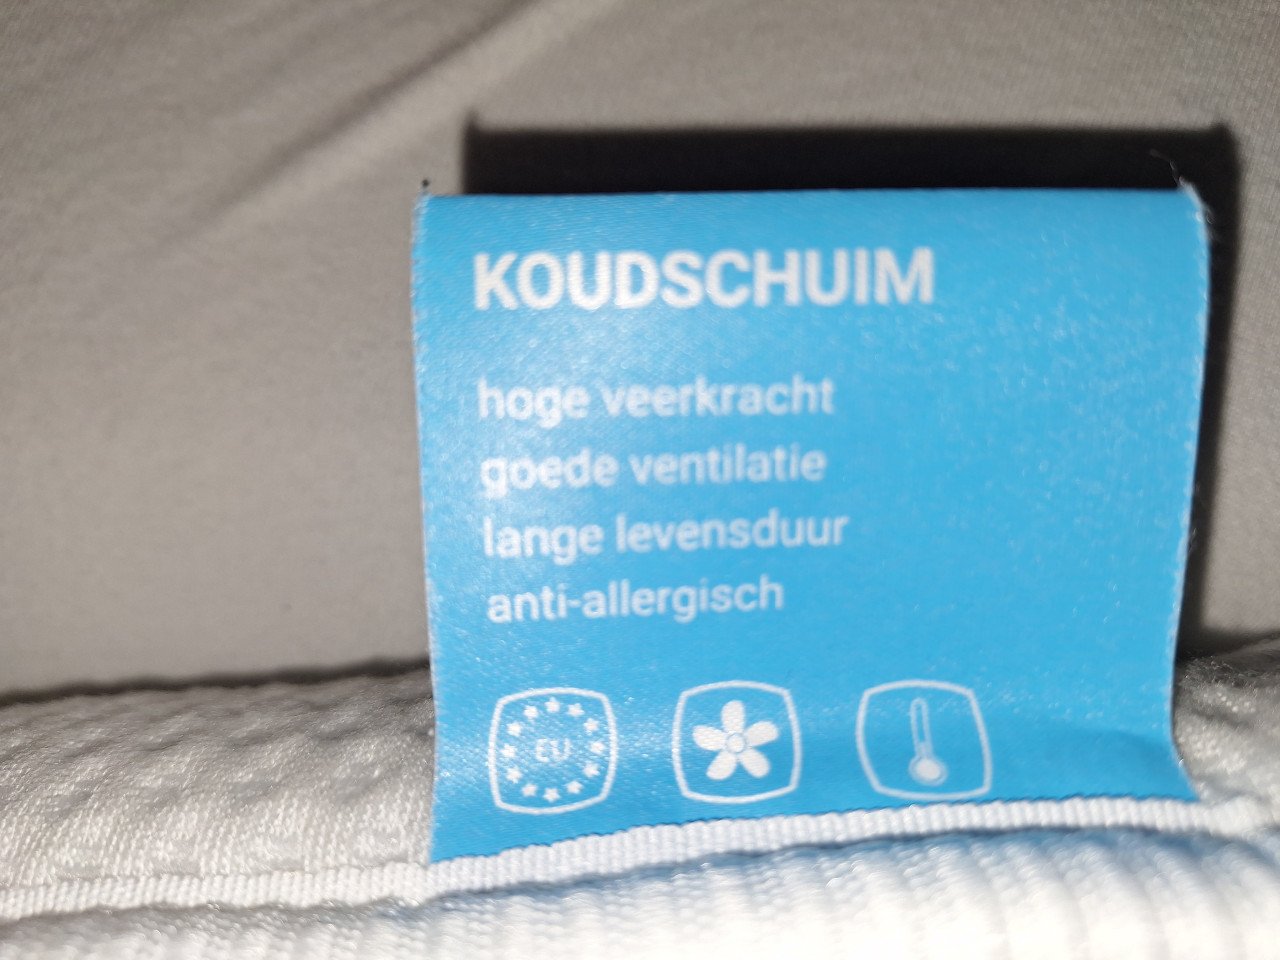 KOUDSCHUIM
hoge veerkracht
goede ventilatie
lange levensduur
anti-allergisch
EU